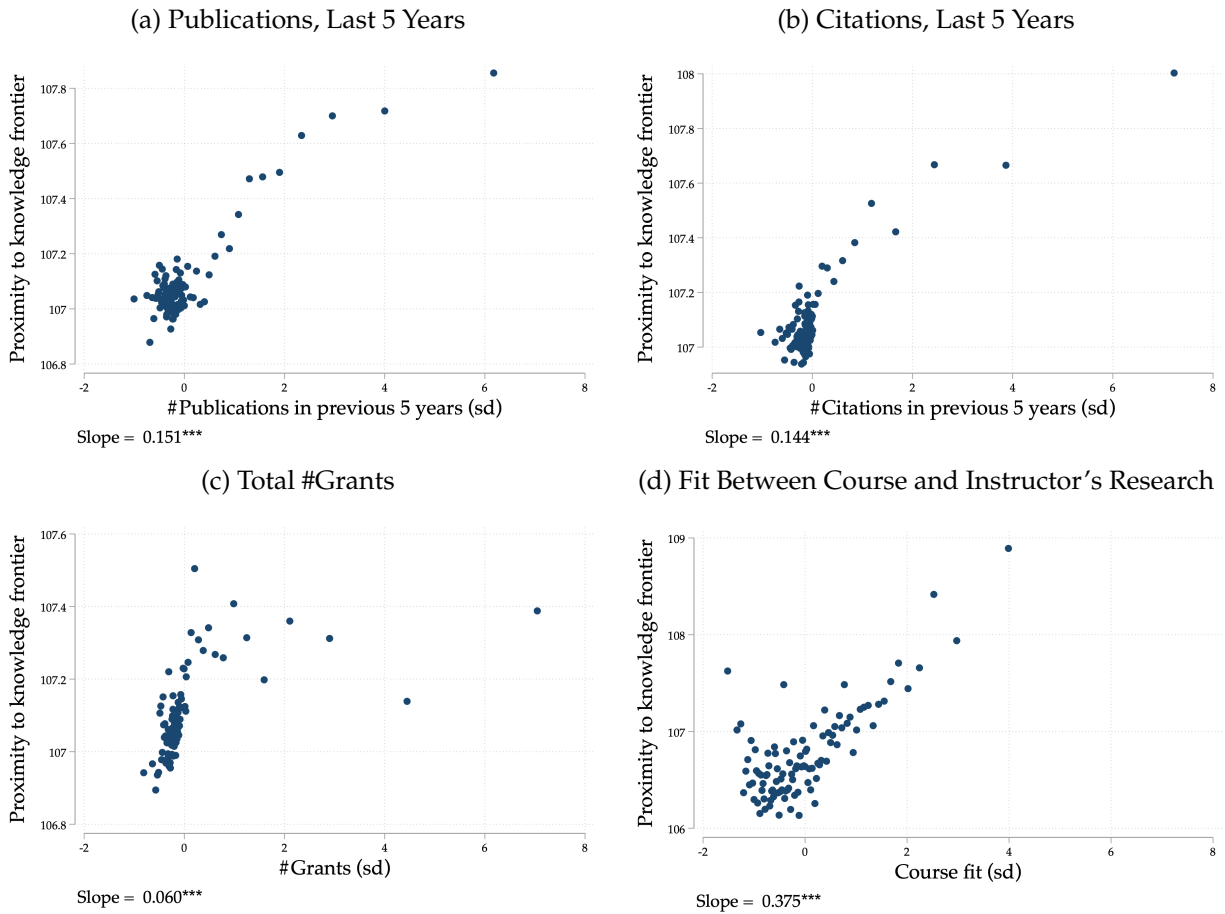 (a) Publications, Last 5 Years
Proximity to knowledge frontier
107.8
107.6
107.4
107.2
107
106.8
-2 0 2 4 6 8
#Publications in previous 5 years (sd)
Slope = 0.151***
(b) Citations, Last 5 Years
Proximity to knowledge frontier
108
107.8
107.6
107.4
107.2
107
-2 0 2 4 6 8
#Citations in previous 5 years (sd)
Slope = 0.144***
(c) Total #Grants
Proximity to knowledge frontier
107.6
107.4
107.2
107
106.8
-2 0 2 4 6 8
#Grants (sd)
Slope = 0.060***
(d) Fit Between Course and Instructor's Research
Proximity to knowledge frontier
109
108
107
106
-2 0 2 4 6 8
Course fit (sd)
Slope = 0.375***